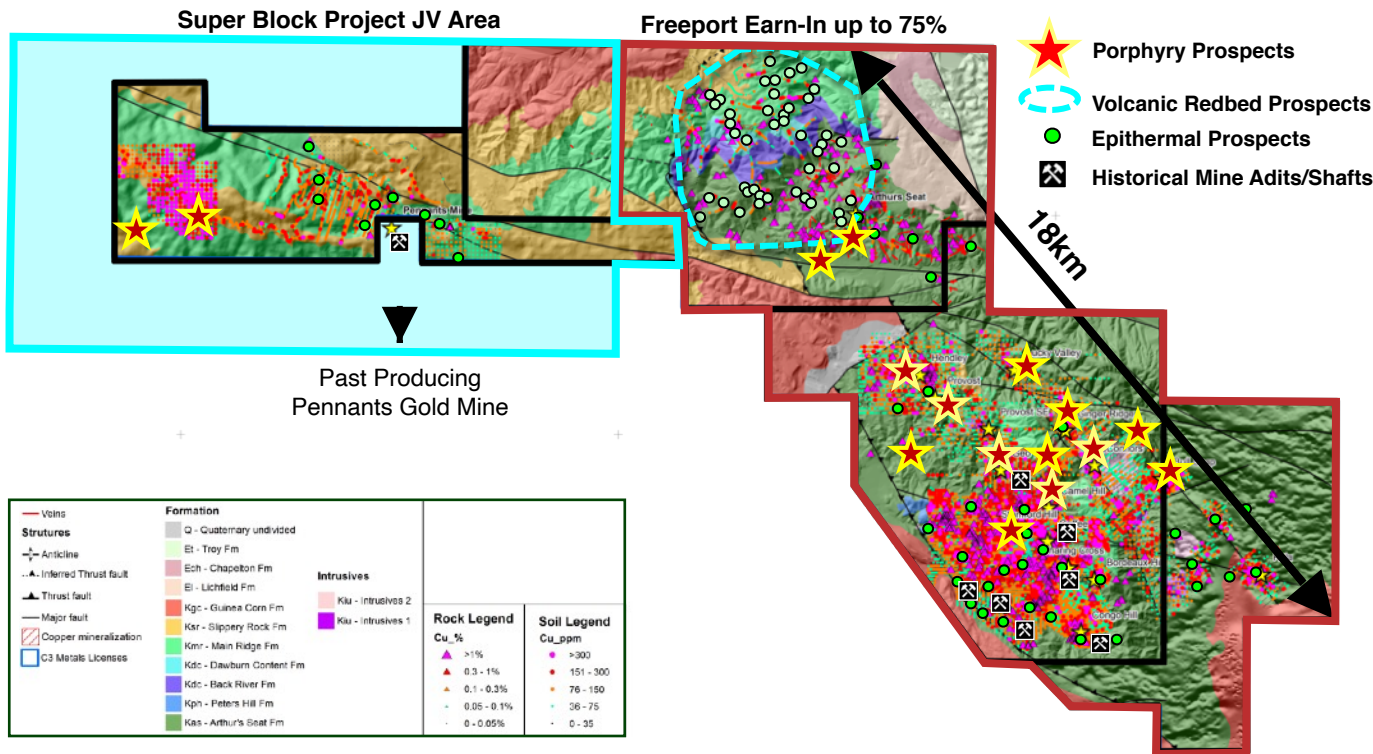 Super Block Project JV Area
Freeport Earn-In up to 75%
Porphyry Prospects
Volcanic Redbed Prospects
Epithermal Prospects
Historical Mine Adits/Shafts
Pennants Mine
Arthurs Seat
18km
Past Producing
Pennants Gold Mine
Hendley
Provost
Provost SE
Camel Hill
Congo Hill
Veins
Strutures
Anticline
Inferred Thrust fault
Thrust fault
Major fault
Copper mineralization
C3 Metals Licenses
Formation
Q - Quaternary undivided
Et - Troy Fm
Ech - Chapelton Fm
El - Lichfield Fm
Kgc - Guinea Corn Fm
Ksr - Slippery Rock Fm
Kmr - Main Ridge Fm
Kdc - Dawburn Content Fm
Kdc - Back River Fm
Kph - Peters Hill Fm
Kas - Arthur's Seat Fm
Intrusives
Kiu - Intrusives 2
Kiu - Intrusives 1
Rock Legend
Cu_%
>1%
0.3 - 1%
0.1 - 0.3%
0.05 - 0.1%
0 - 0.05%
Soil Legend
Cu_ppm
>300
151 - 300
76 - 150
36 - 75
0 - 35